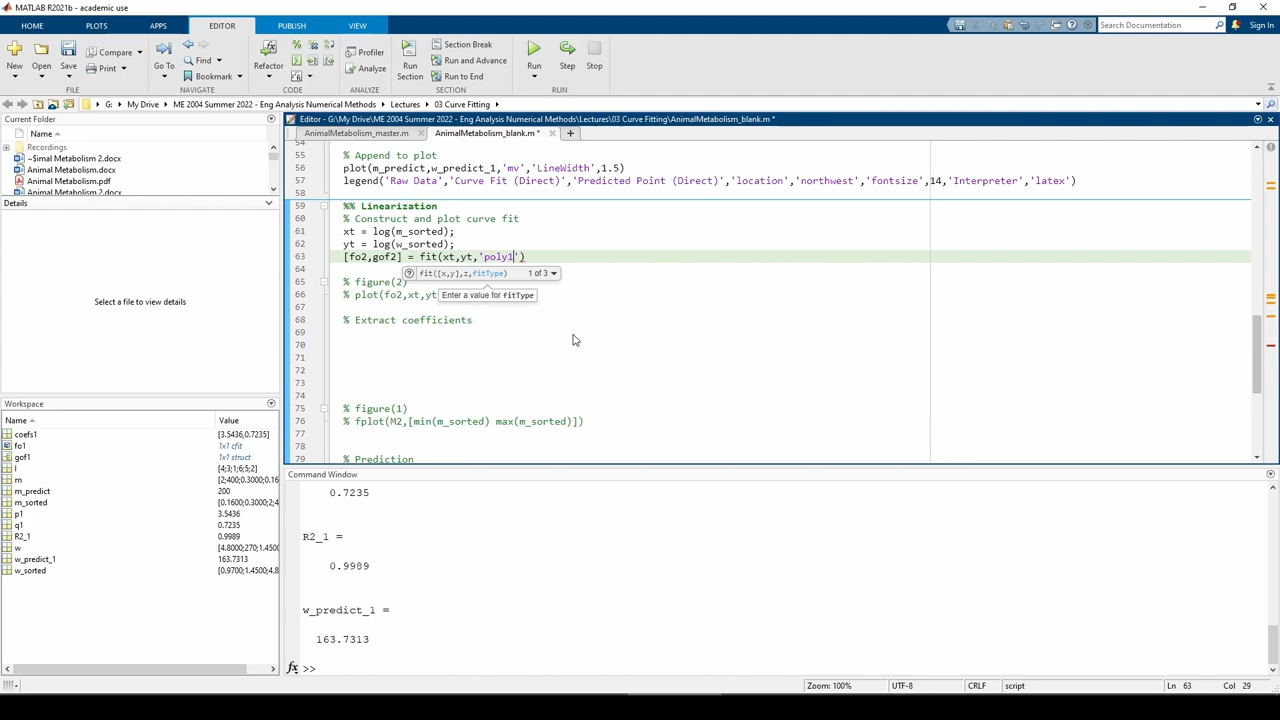 MATLAB R2021b - academic use
HOME PLOTS APPS EDITOR PUBLISH VIEW
Search Documentation
Sign In
New Open Save Compare Print Go To Find Bookmark Refactor Profiler Analyze Run Section Section Break Run and Advance Run to End Run Step Stop
FILE NAVIGATE CODE ANALYZE SECTION RUN
G: My Drive ME 2004 Summer 2022 - Eng Analysis Numerical Methods Lectures 03 Curve Fitting
Current Folder
Name
Recordings
~$imal Metabolism 2.docx
Animal Metabolism.docx
Animal Metabolism.pdf
Animal Metabolism 2.docx
Details
Select a file to view details
Workspace
Name Value
coefs1 [3.5436,0.7235]
fo1 1x1 cfit
gof1 1x1 struct
I [4;3;1;6;5;2]
m [2;400;0.3000;0.16
m_predict 200
m_sorted [0.1600;0.3000;2;4
p1 3.5436
q1 0.7235
R2_1 0.9989
w [4.8000;270;1.4500
w_predict_1 163.7313
w_sorted [0.9700;1.4500;4.8
Editor - G:\My Drive\ME 2004 Summer 2022 - Eng Analysis Numerical Methods\Lectures\03 Curve Fitting\AnimalMetabolism_blank.m *
AnimalMetabolism_master.m AnimalMetabolism_blank.m *
54
55 % Append to plot
56 plot(m_predict,w_predict_1,'mv','LineWidth',1.5)
57 legend('Raw Data','Curve Fit (Direct)','Predicted Point (Direct)','location','northwest','fontsize',14,'Interpreter','latex')
58
59 %% Linearization
60 % Construct and plot curve fit
61 xt = log(m_sorted);
62 yt = log(w_sorted);
63 [fo2,gof2] = fit(xt,yt,'poly1')
64 fit([x,y],z,fitType) 1 of 3
65 % figure(2)
66 % plot(fo2,xt,yt
Enter a value for fitType
67
68 % Extract coefficients
69
70
71
72
73
74
75 % figure(1)
76 % fplot(M2,[min(m_sorted) max(m_sorted)])
77
78
79 % Prediction
Command Window
0.7235
R2_1 =
0.9989
w_predict_1 =
163.7313
fx >>
Zoom: 100% UTF-8 CRLF script Ln 63 Col 29